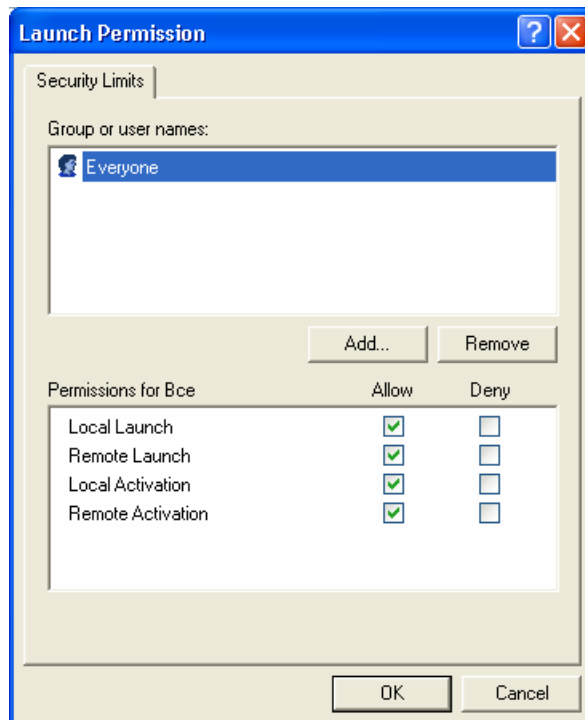 Launch Permission
Security Limits
Group or user names:
Everyone
Add... Remove
Permissions for Bce Allow Deny
Local Launch
Remote Launch
Local Activation
Remote Activation
OK Cancel